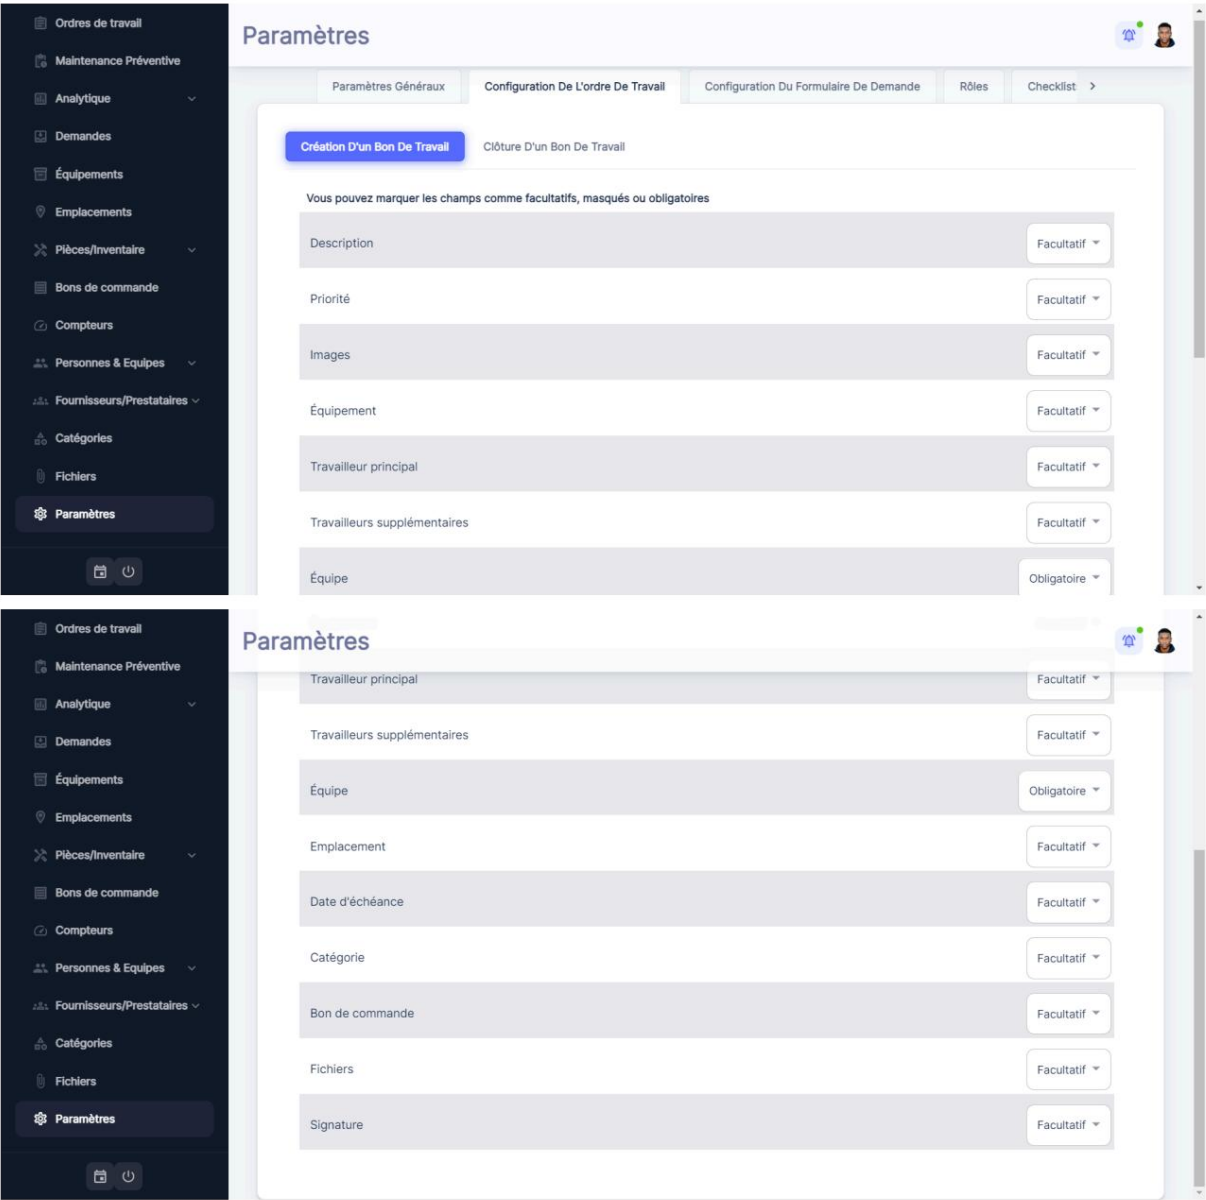 Ordres de travail
Maintenance Préventive
Analytique
Demandes
Équipements
Emplacements
Pièces/Inventaire
Bons de commande
Compteurs
Personnes & Equipes
Fournisseurs/Prestataires
Catégories
Fichiers
Paramètres
Paramètres
Paramètres Généraux
Configuration De L'ordre De Travail
Configuration Du Formulaire De Demande
Rôles
Checklist
Création D'un Bon De Travail
Clôture D'un Bon De Travail
Vous pouvez marquer les champs comme facultatifs, masqués ou obligatoires
Description Facultatif
Priorité Facultatif
Images Facultatif
Équipement Facultatif
Travailleur principal Facultatif
Travailleurs supplémentaires Facultatif
Équipe Obligatoire
Ordres de travail
Maintenance Préventive
Analytique
Demandes
Équipements
Emplacements
Pièces/Inventaire
Bons de commande
Compteurs
Personnes & Equipes
Fournisseurs/Prestataires
Catégories
Fichiers
Paramètres
Paramètres
Travailleur principal Facultatif
Travailleurs supplémentaires Facultatif
Équipe Obligatoire
Emplacement Facultatif
Date d'échéance Facultatif
Catégorie Facultatif
Bon de commande Facultatif
Fichiers Facultatif
Signature Facultatif